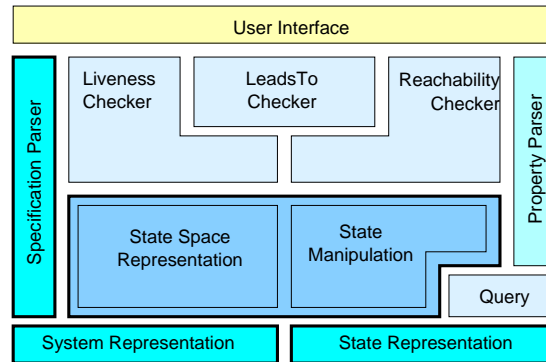 User Interface
Specification Parser
Liveness
Checker
LeadsTo
Checker
Reachability
Checker
Property Parser
State Space
Representation
State
Manipulation
Query
System Representation
State Representation